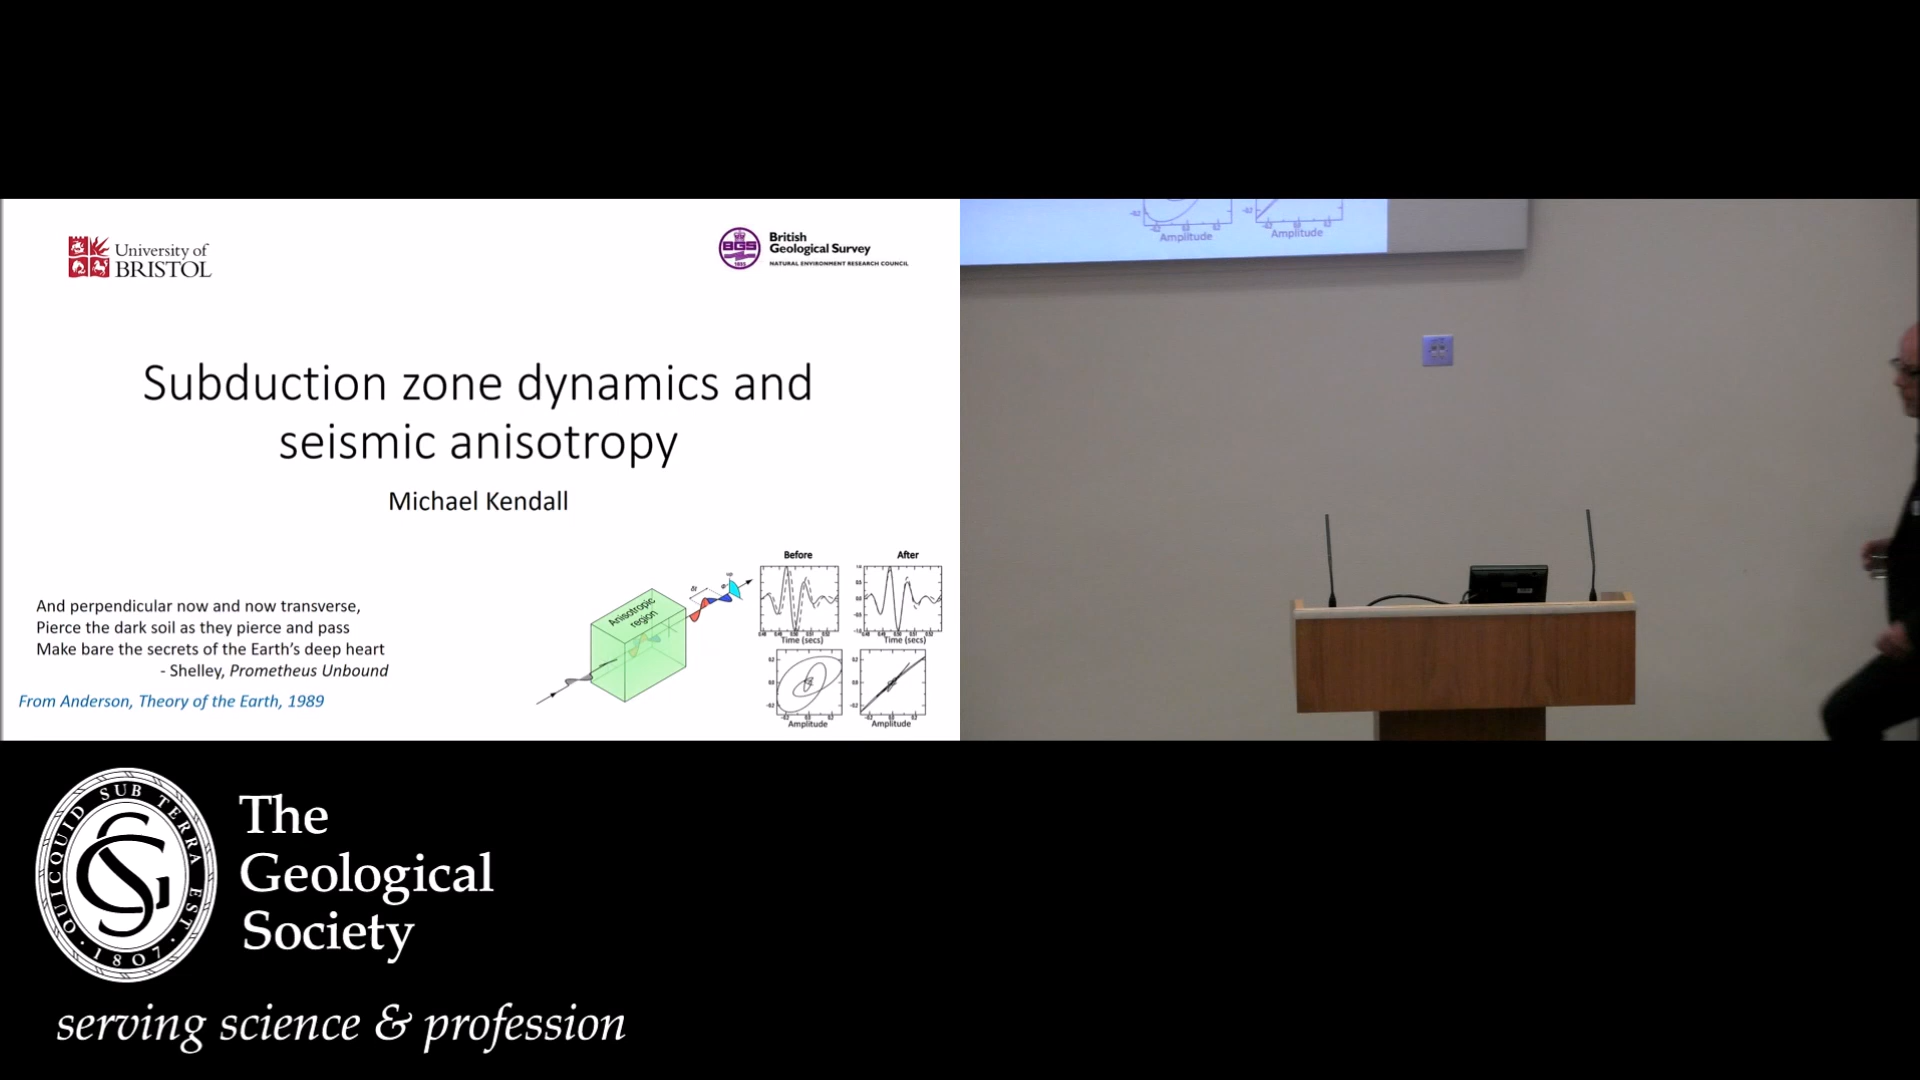 University of
BRISTOL
BGS
1835
British
Geological Survey
NATURAL ENVIRONMENT RESEARCH COUNCIL
Subduction zone dynamics and
seismic anisotropy
Michael Kendall
And perpendicular now and now transverse,
Pierce the dark soil as they pierce and pass
Make bare the secrets of the Earth's deep heart
- Shelley, Prometheus Unbound
From Anderson, Theory of the Earth, 1989
Anisotropic
region
δt
Before
After
Time (secs)
Time (secs)
Amplitude
Amplitude
Amplitude
Amplitude
QUICQUID SUB TERRA EST
1807
The
Geological
Society
serving science & profession